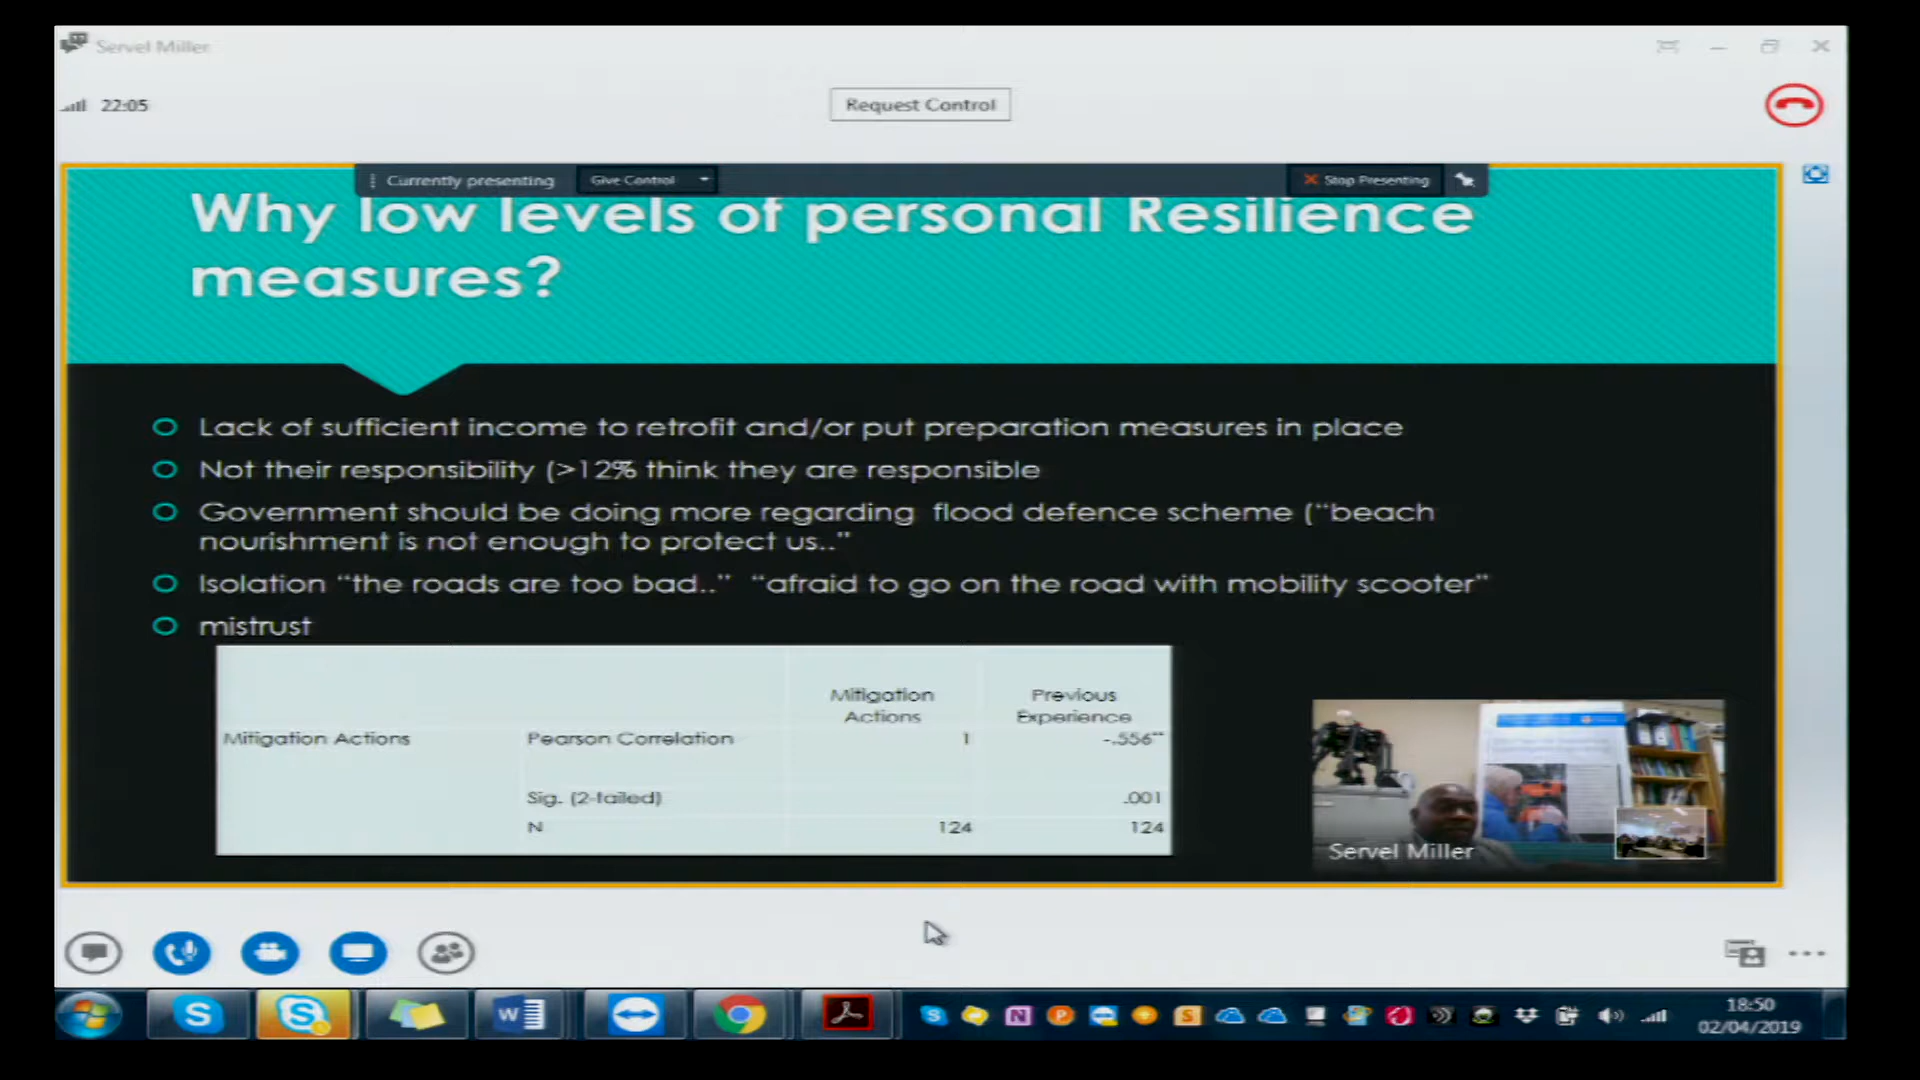 Servel Miller
22:05
Request Control
Currently presenting
Give Control
Stop Presenting
Why low levels of personal Resilience
measures?
Lack of sufficient income to retrofit and/or put preparation measures in place
Not their responsibility (>12% think they are responsible
Government should be doing more regarding flood defence scheme (“beach
nourishment is not enough to protect us..”
Isolation “the roads are too bad..” “afraid to go on the road with mobility scooter”
mistrust
Mitigation Previous
Actions Experience
Mitigation Actions Pearson Correlation 1 -.556**
Sig. (2-tailed) .001
N 124 124
Servel Miller
18:50
02/04/2019